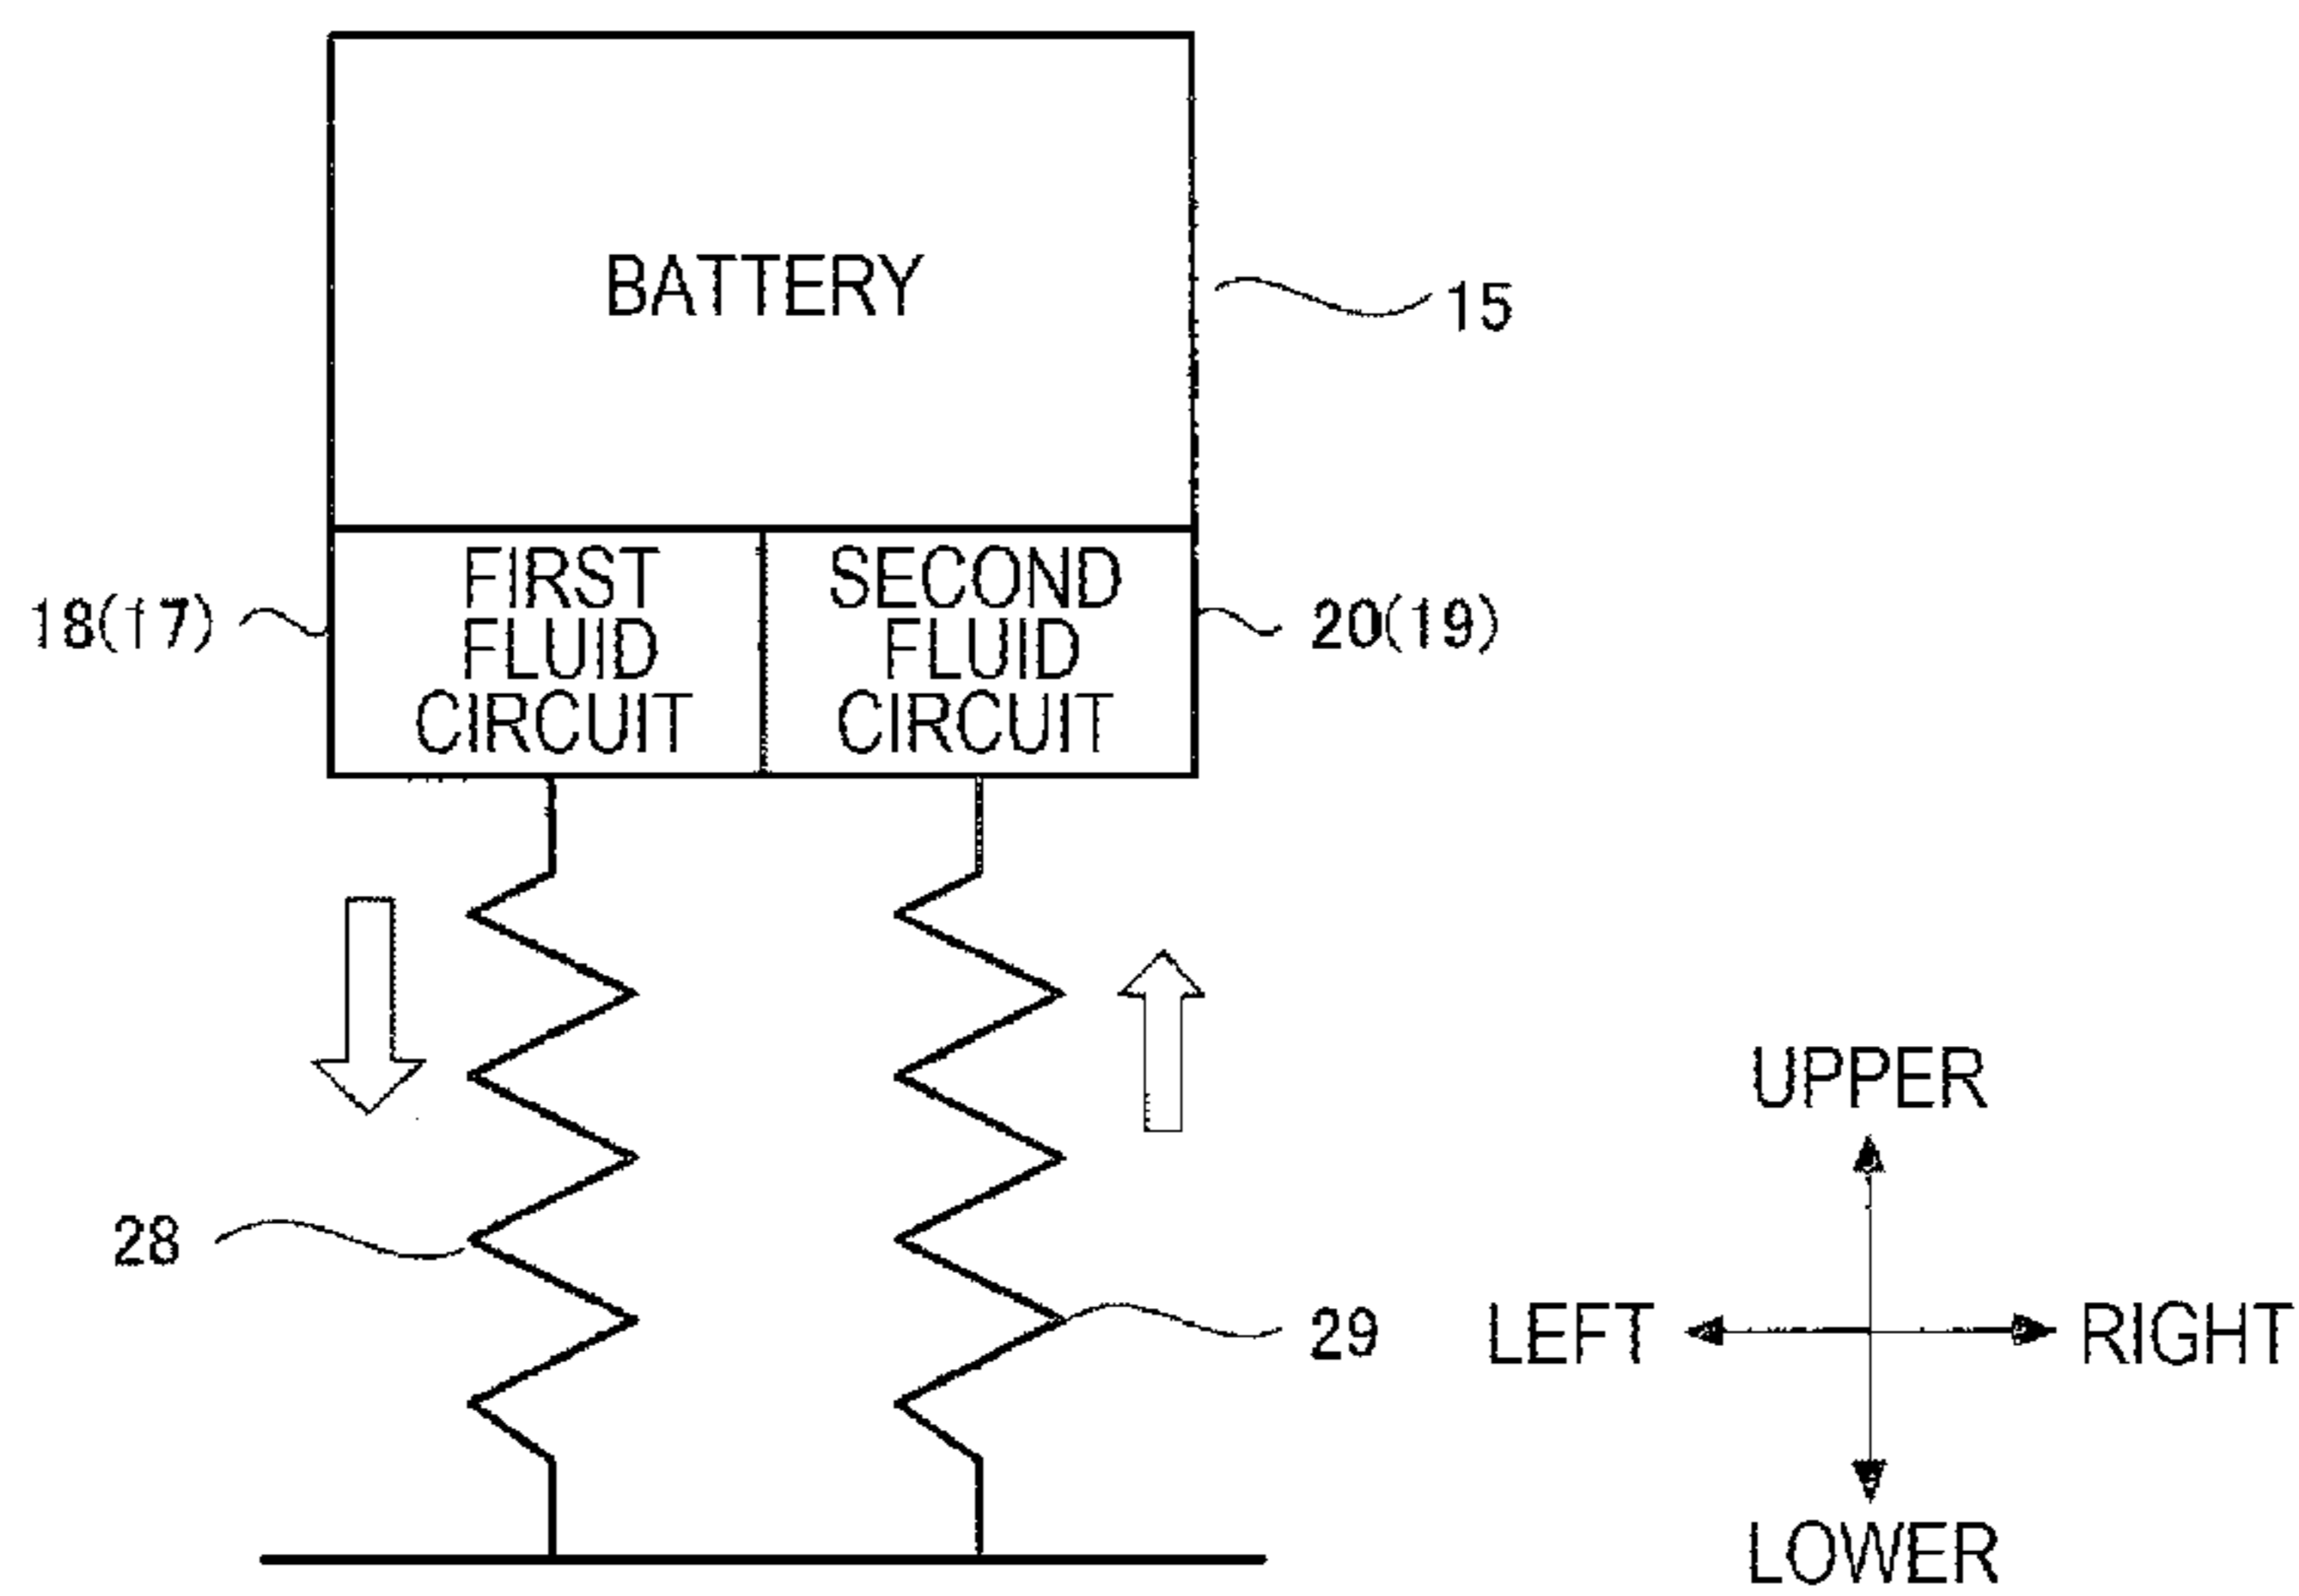 BATTERY
15
FIRST
FLUID
CIRCUIT
SECOND
FLUID
CIRCUIT
18(17)
20(19)
28
29
UPPER
LEFT
RIGHT
LOWER